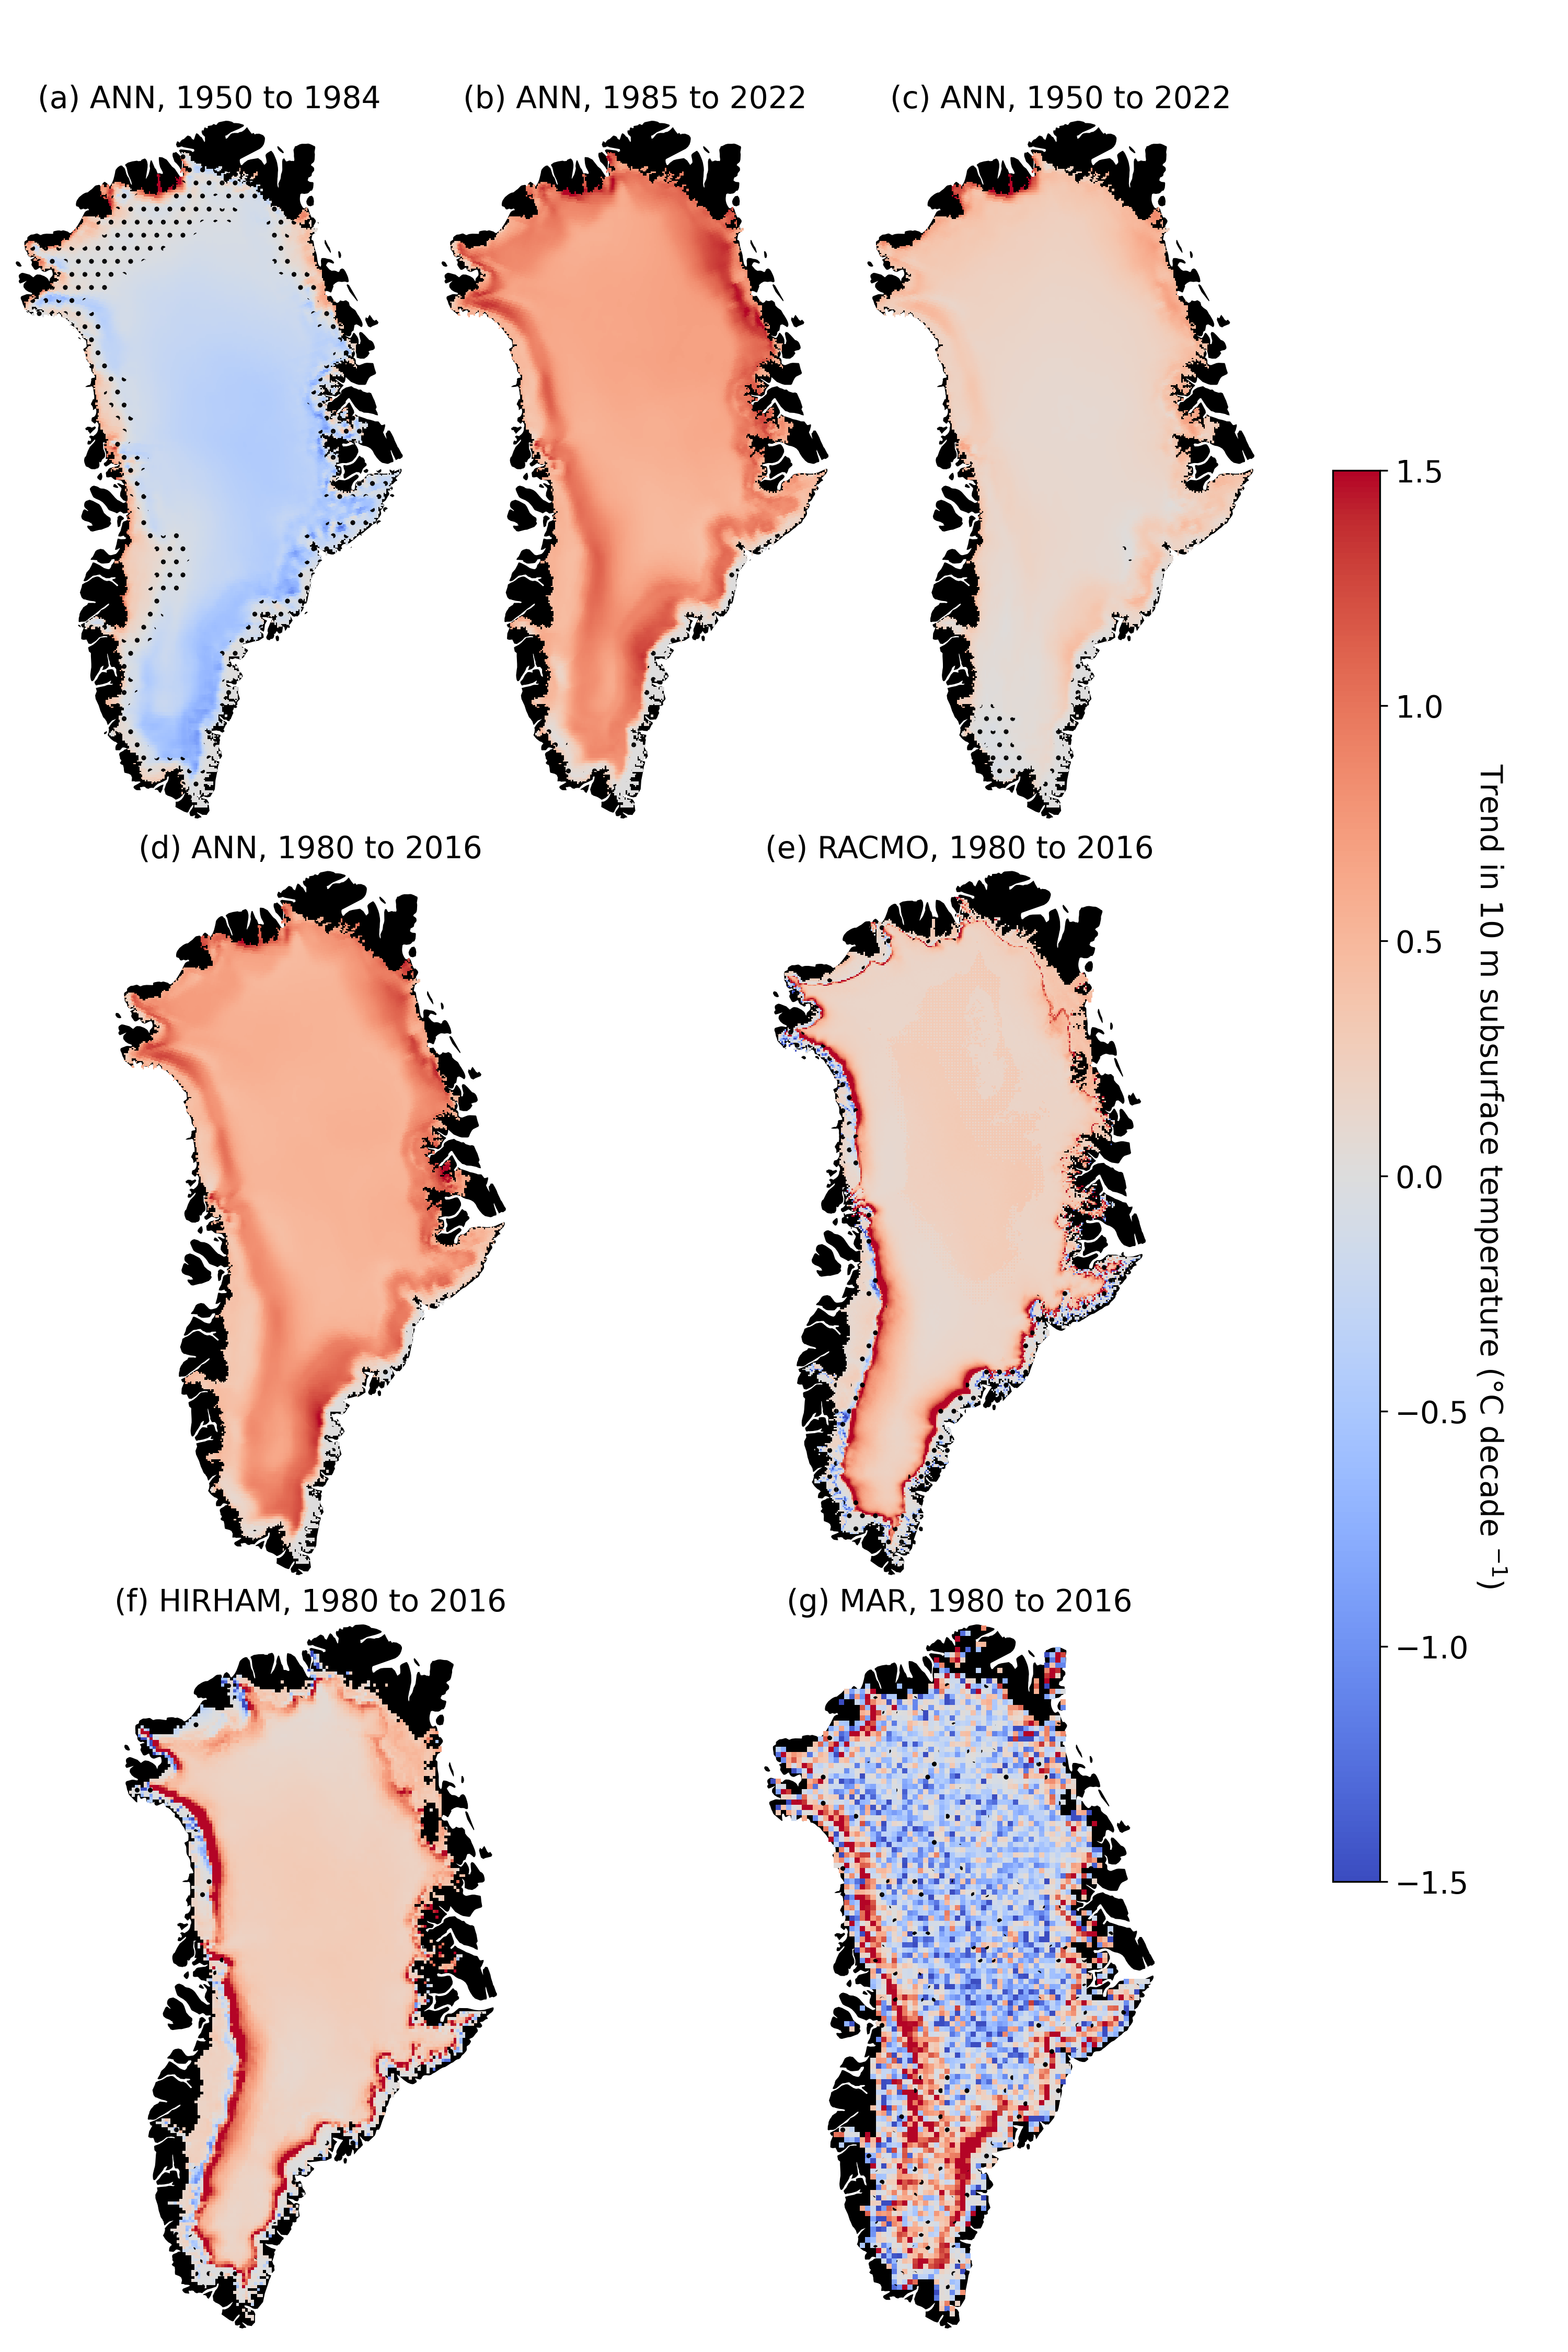 (a) ANN, 1950 to 1984
(b) ANN, 1985 to 2022
(c) ANN, 1950 to 2022
(d) ANN, 1980 to 2016
(e) RACMO, 1980 to 2016
(f) HIRHAM, 1980 to 2016
(g) MAR, 1980 to 2016
1.5
1.0
0.5
0.0
−0.5
−1.0
−1.5
Trend in 10 m subsurface temperature (°C decade ⁻¹)